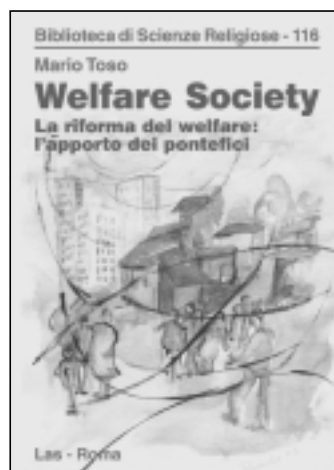 Biblioteca di Scienze Religiose - 116
Mario Toso
Welfare Society
La riforma del welfare:
l'apporto dei pontefici
Las - Roma